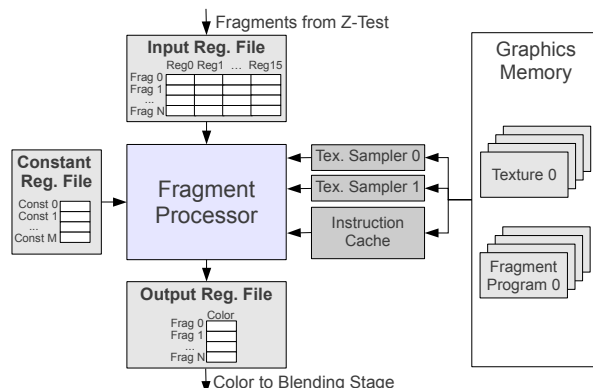 Fragments from Z-Test
Input Reg. File
Reg0 Reg1 ... Reg15
Frag 0
Frag 1
...
Frag N
Graphics
Memory
Constant
Reg. File
Const 0
Const 1
...
Const M
Fragment
Processor
Tex. Sampler 0
Tex. Sampler 1
Instruction
Cache
Texture 0
Fragment
Program 0
Output Reg. File
Color
Frag 0
Frag 1
...
Frag N
Color to Blending Stage